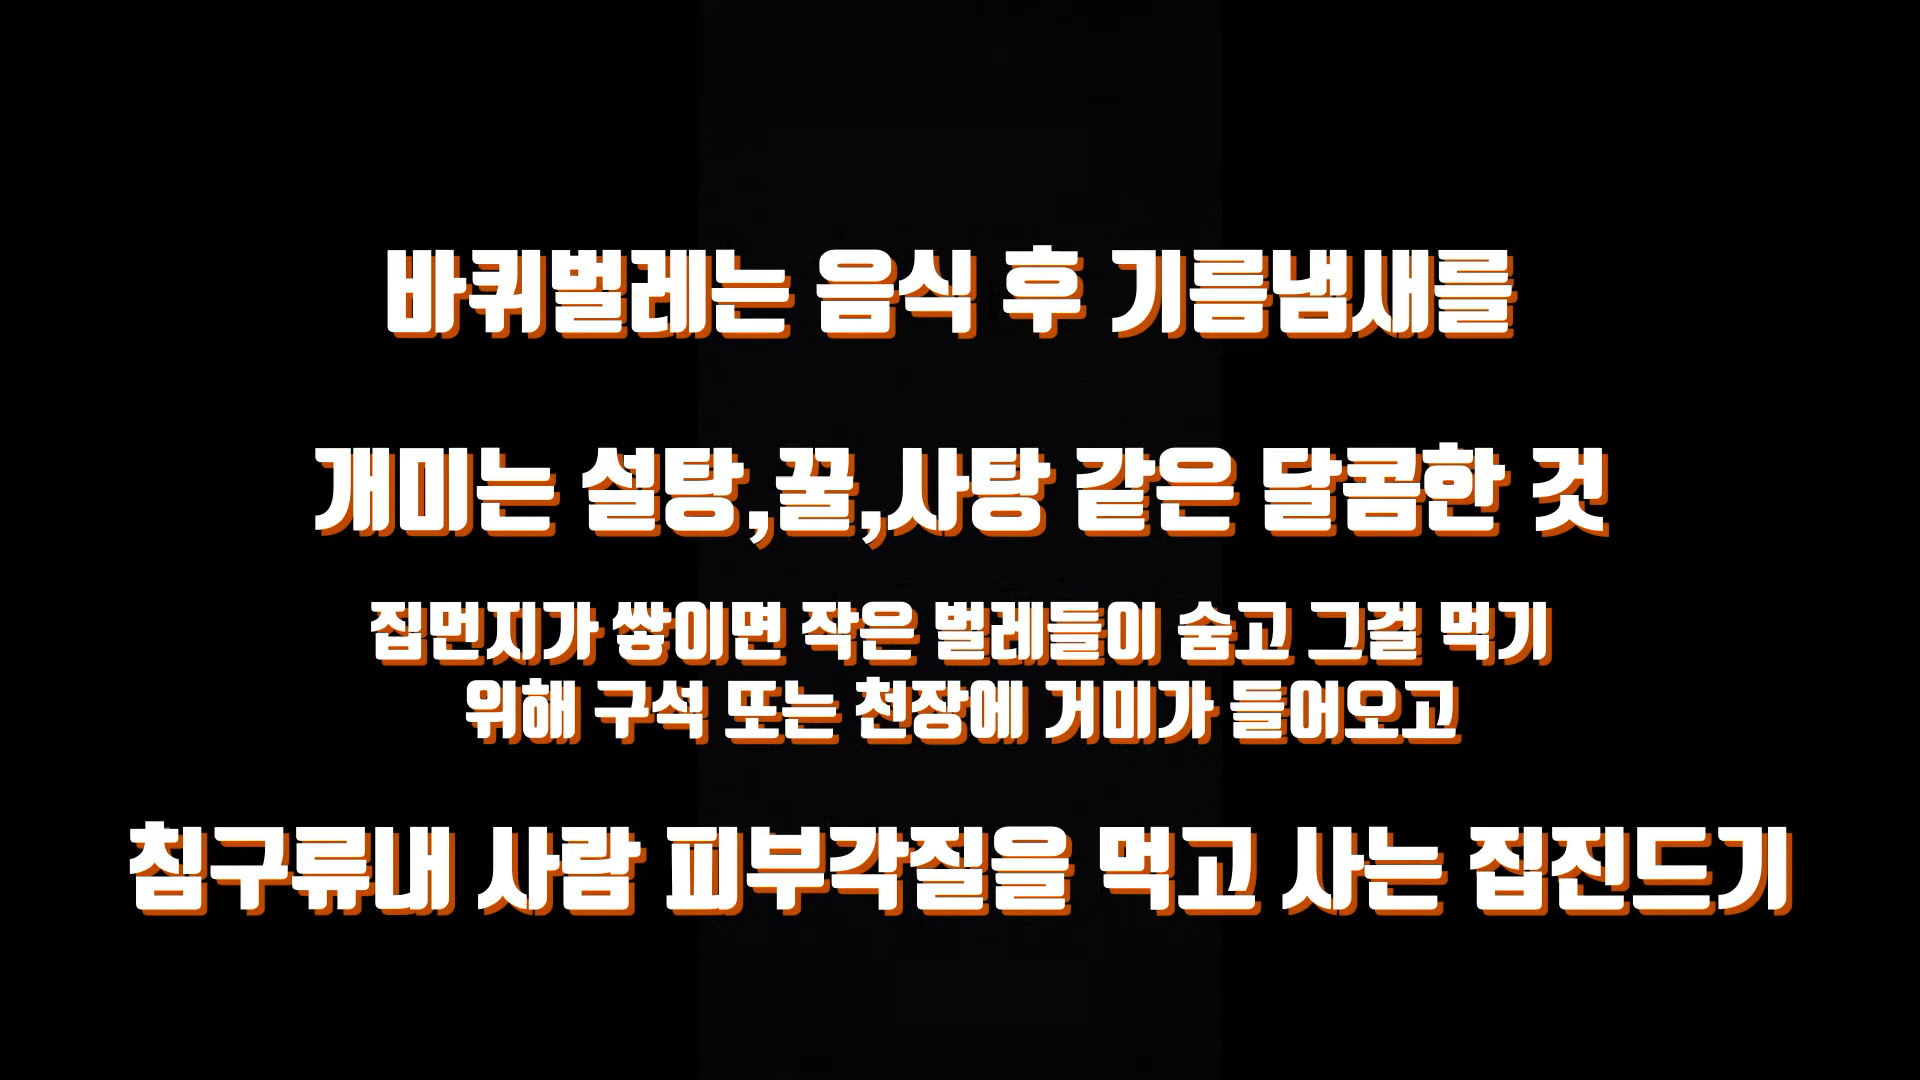 바퀴벌레는 음식 후 기름냄새를
개미는 설탕,꿀,사탕 같은 달콤한 것
집먼지가 쌓이면 작은 벌레들이 숨고 그걸 먹기
위해 구석 또는 천장에 거미가 들어오고
침구류내 사람 피부각질을 먹고 사는 집진드기